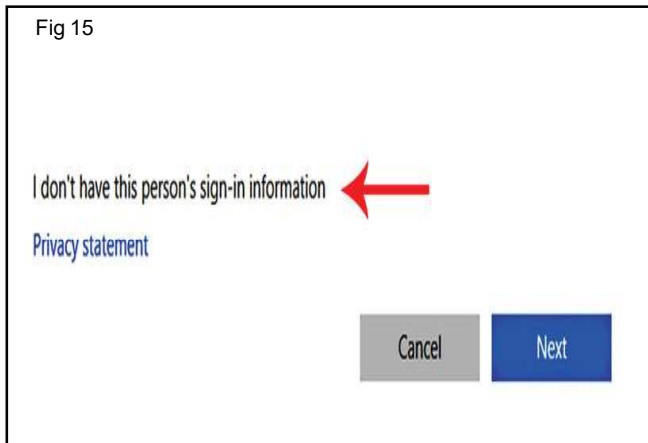 Fig 15
I don't have this person's sign-in information
Privacy statement
Cancel
Next